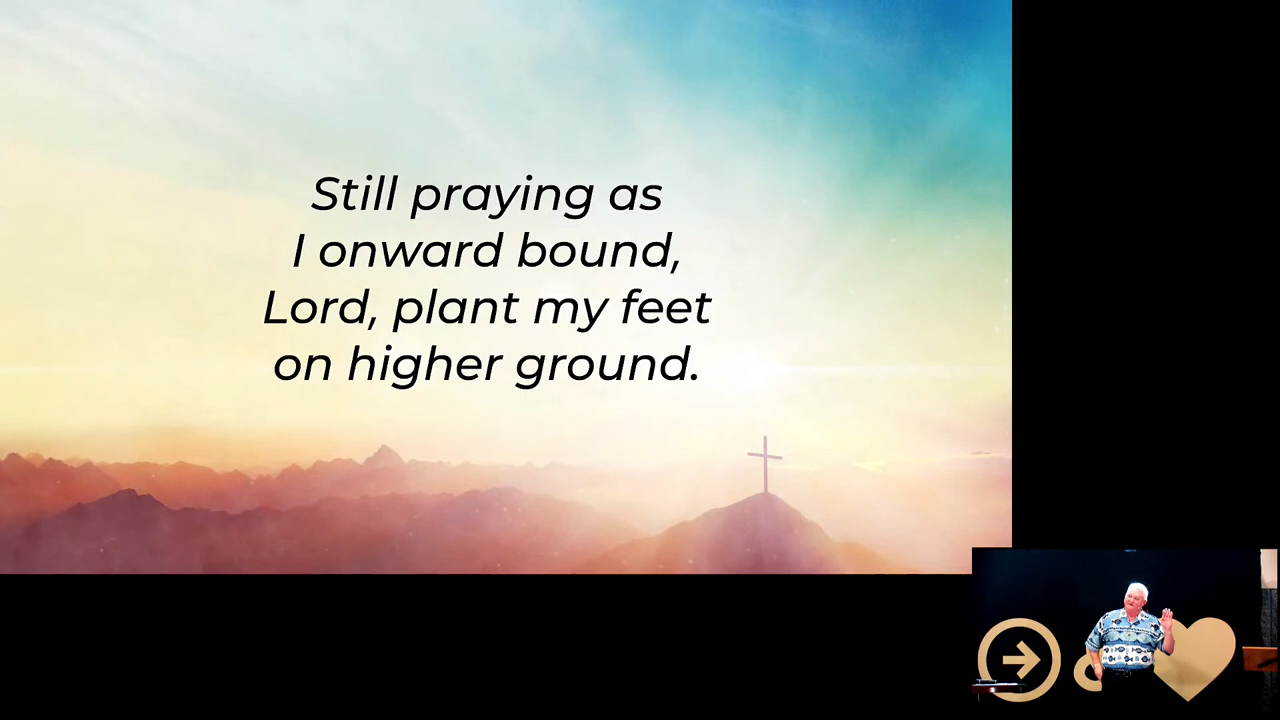 Still praying as
I onward bound,
Lord, plant my feet
on higher ground.